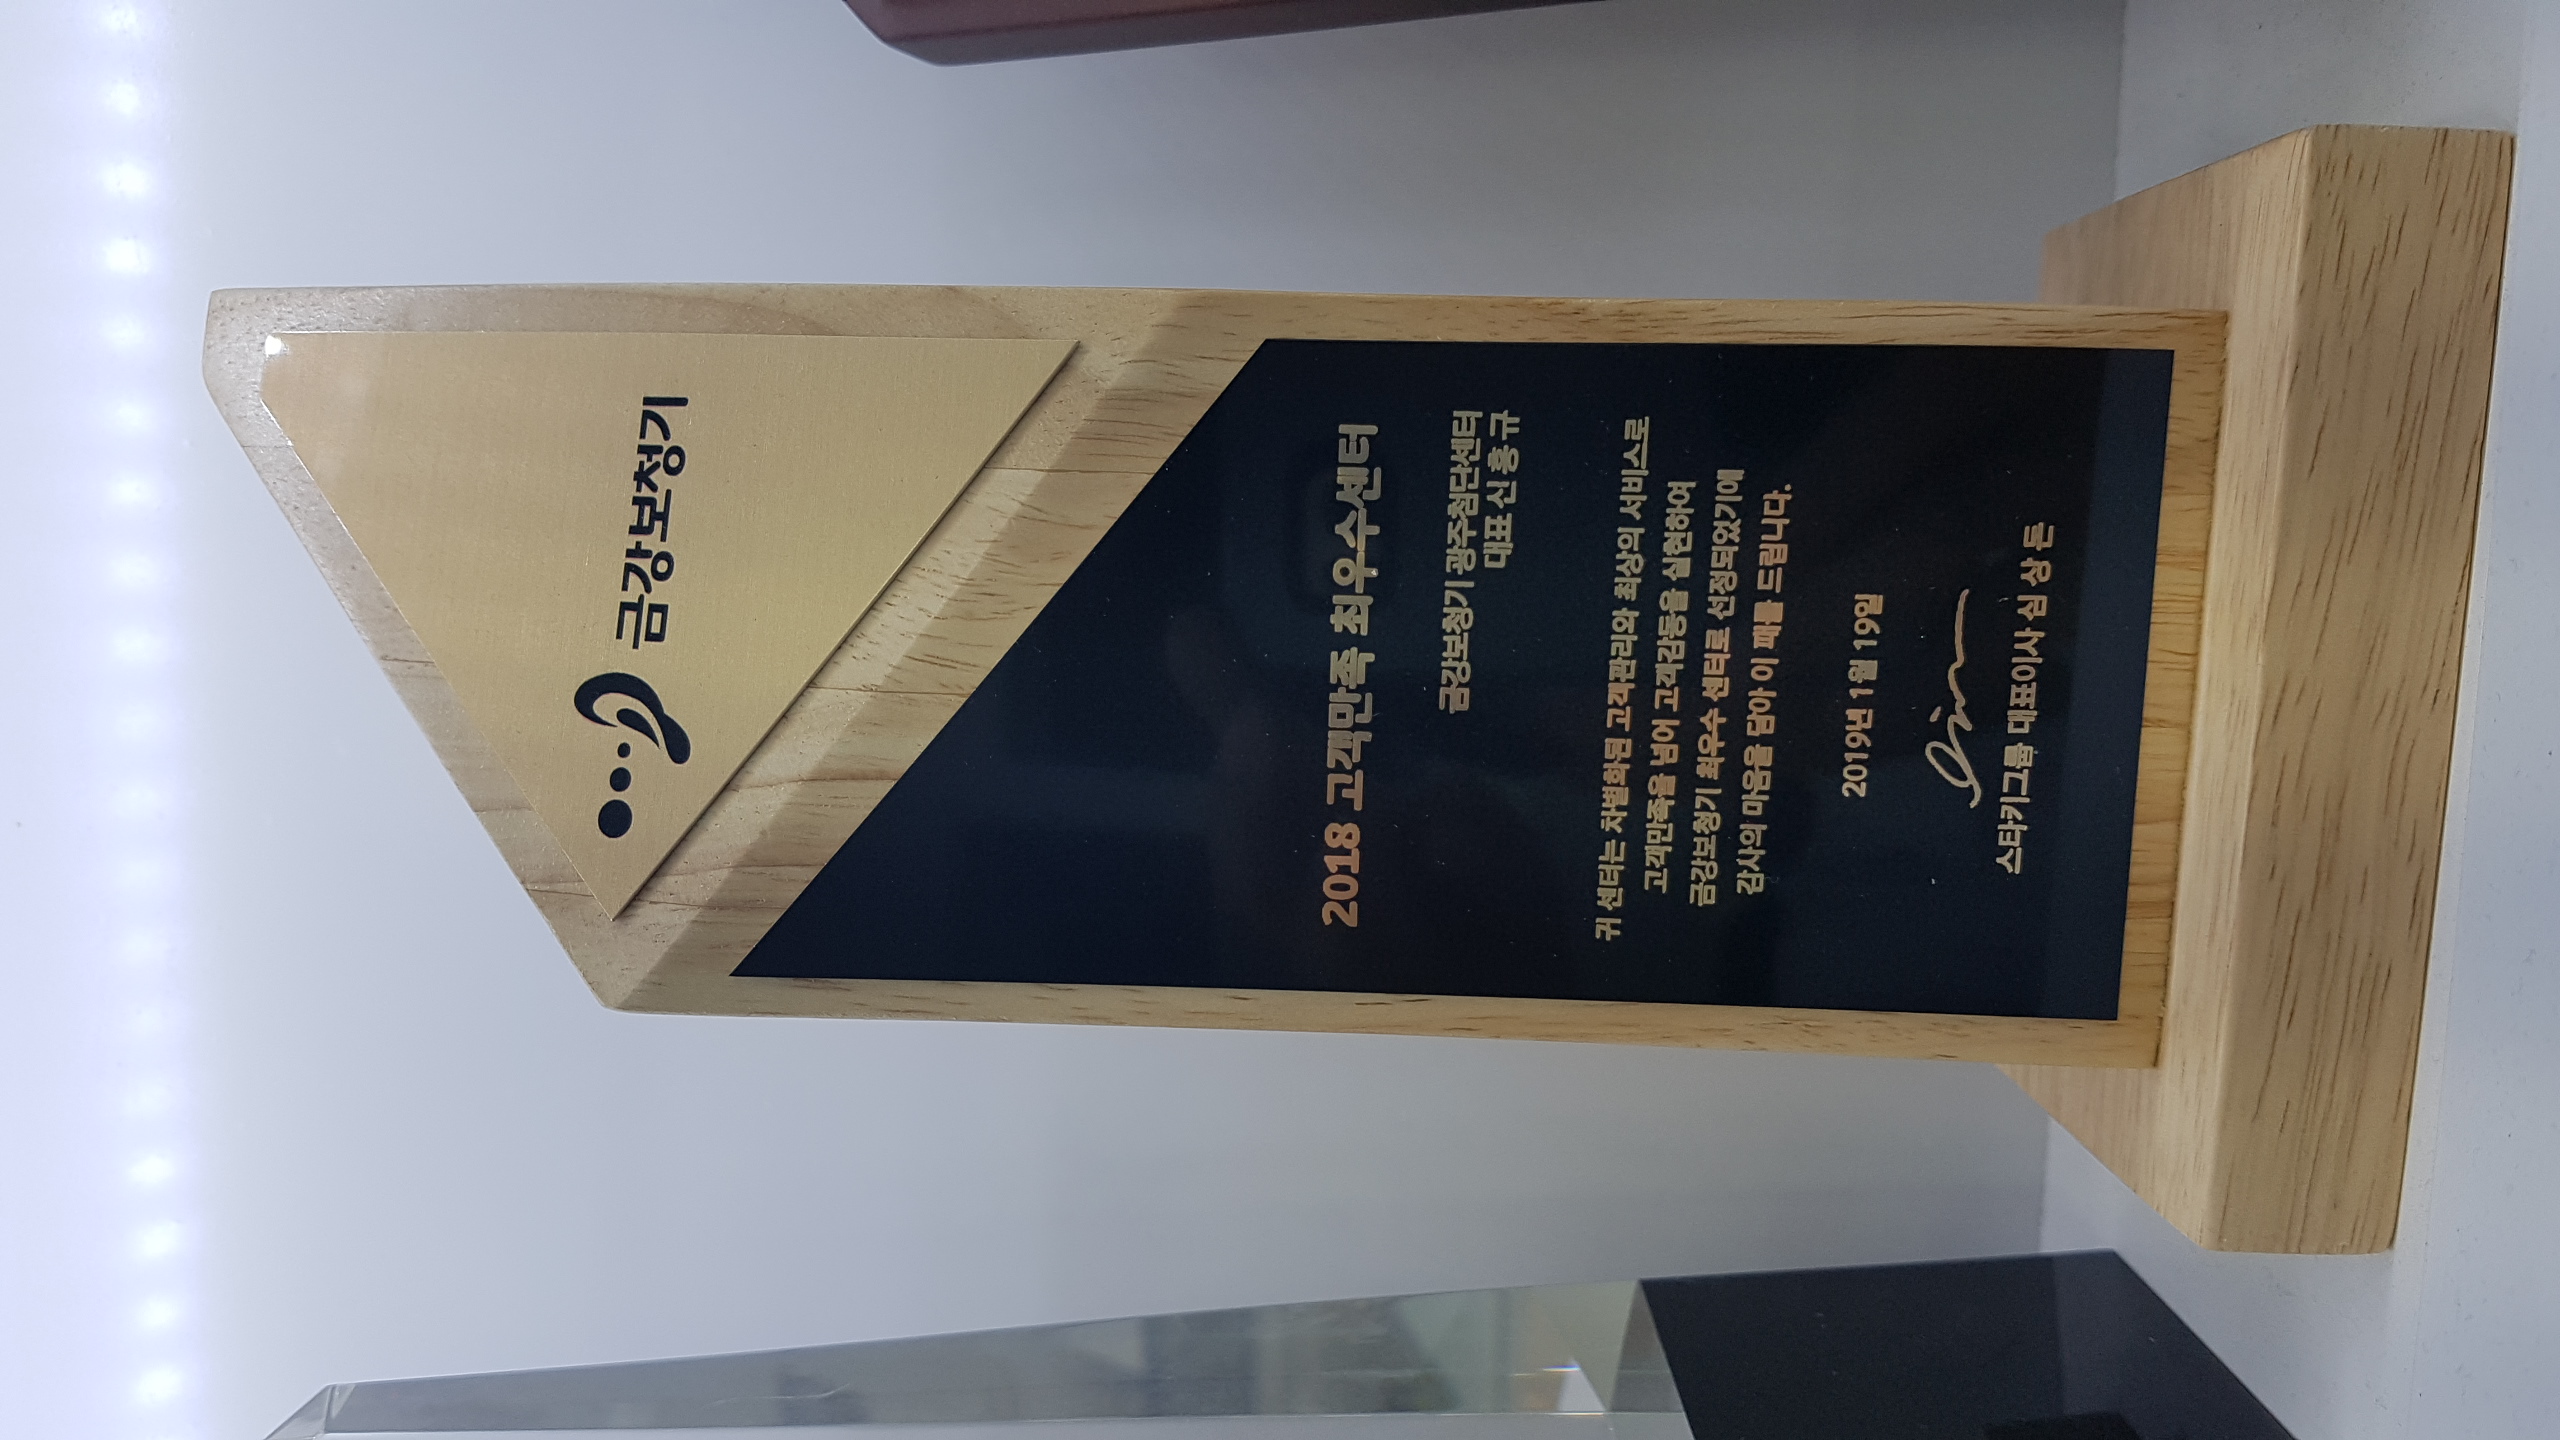 금강보청기
2018 고객만족 최우수센터
금강보청기 광주첨단센터
대표 신 홍 규
귀 센터는 차별화된 고객관리와 최상의 서비스로
고객만족을 넘어 고객감동을 실현하여
금강보청기 최우수 센터로 선정되었기에
감사의 마음을 담아 이 패를 드립니다.
2019년 1월 19일
스타키그룹 대표이사 심 상 돈